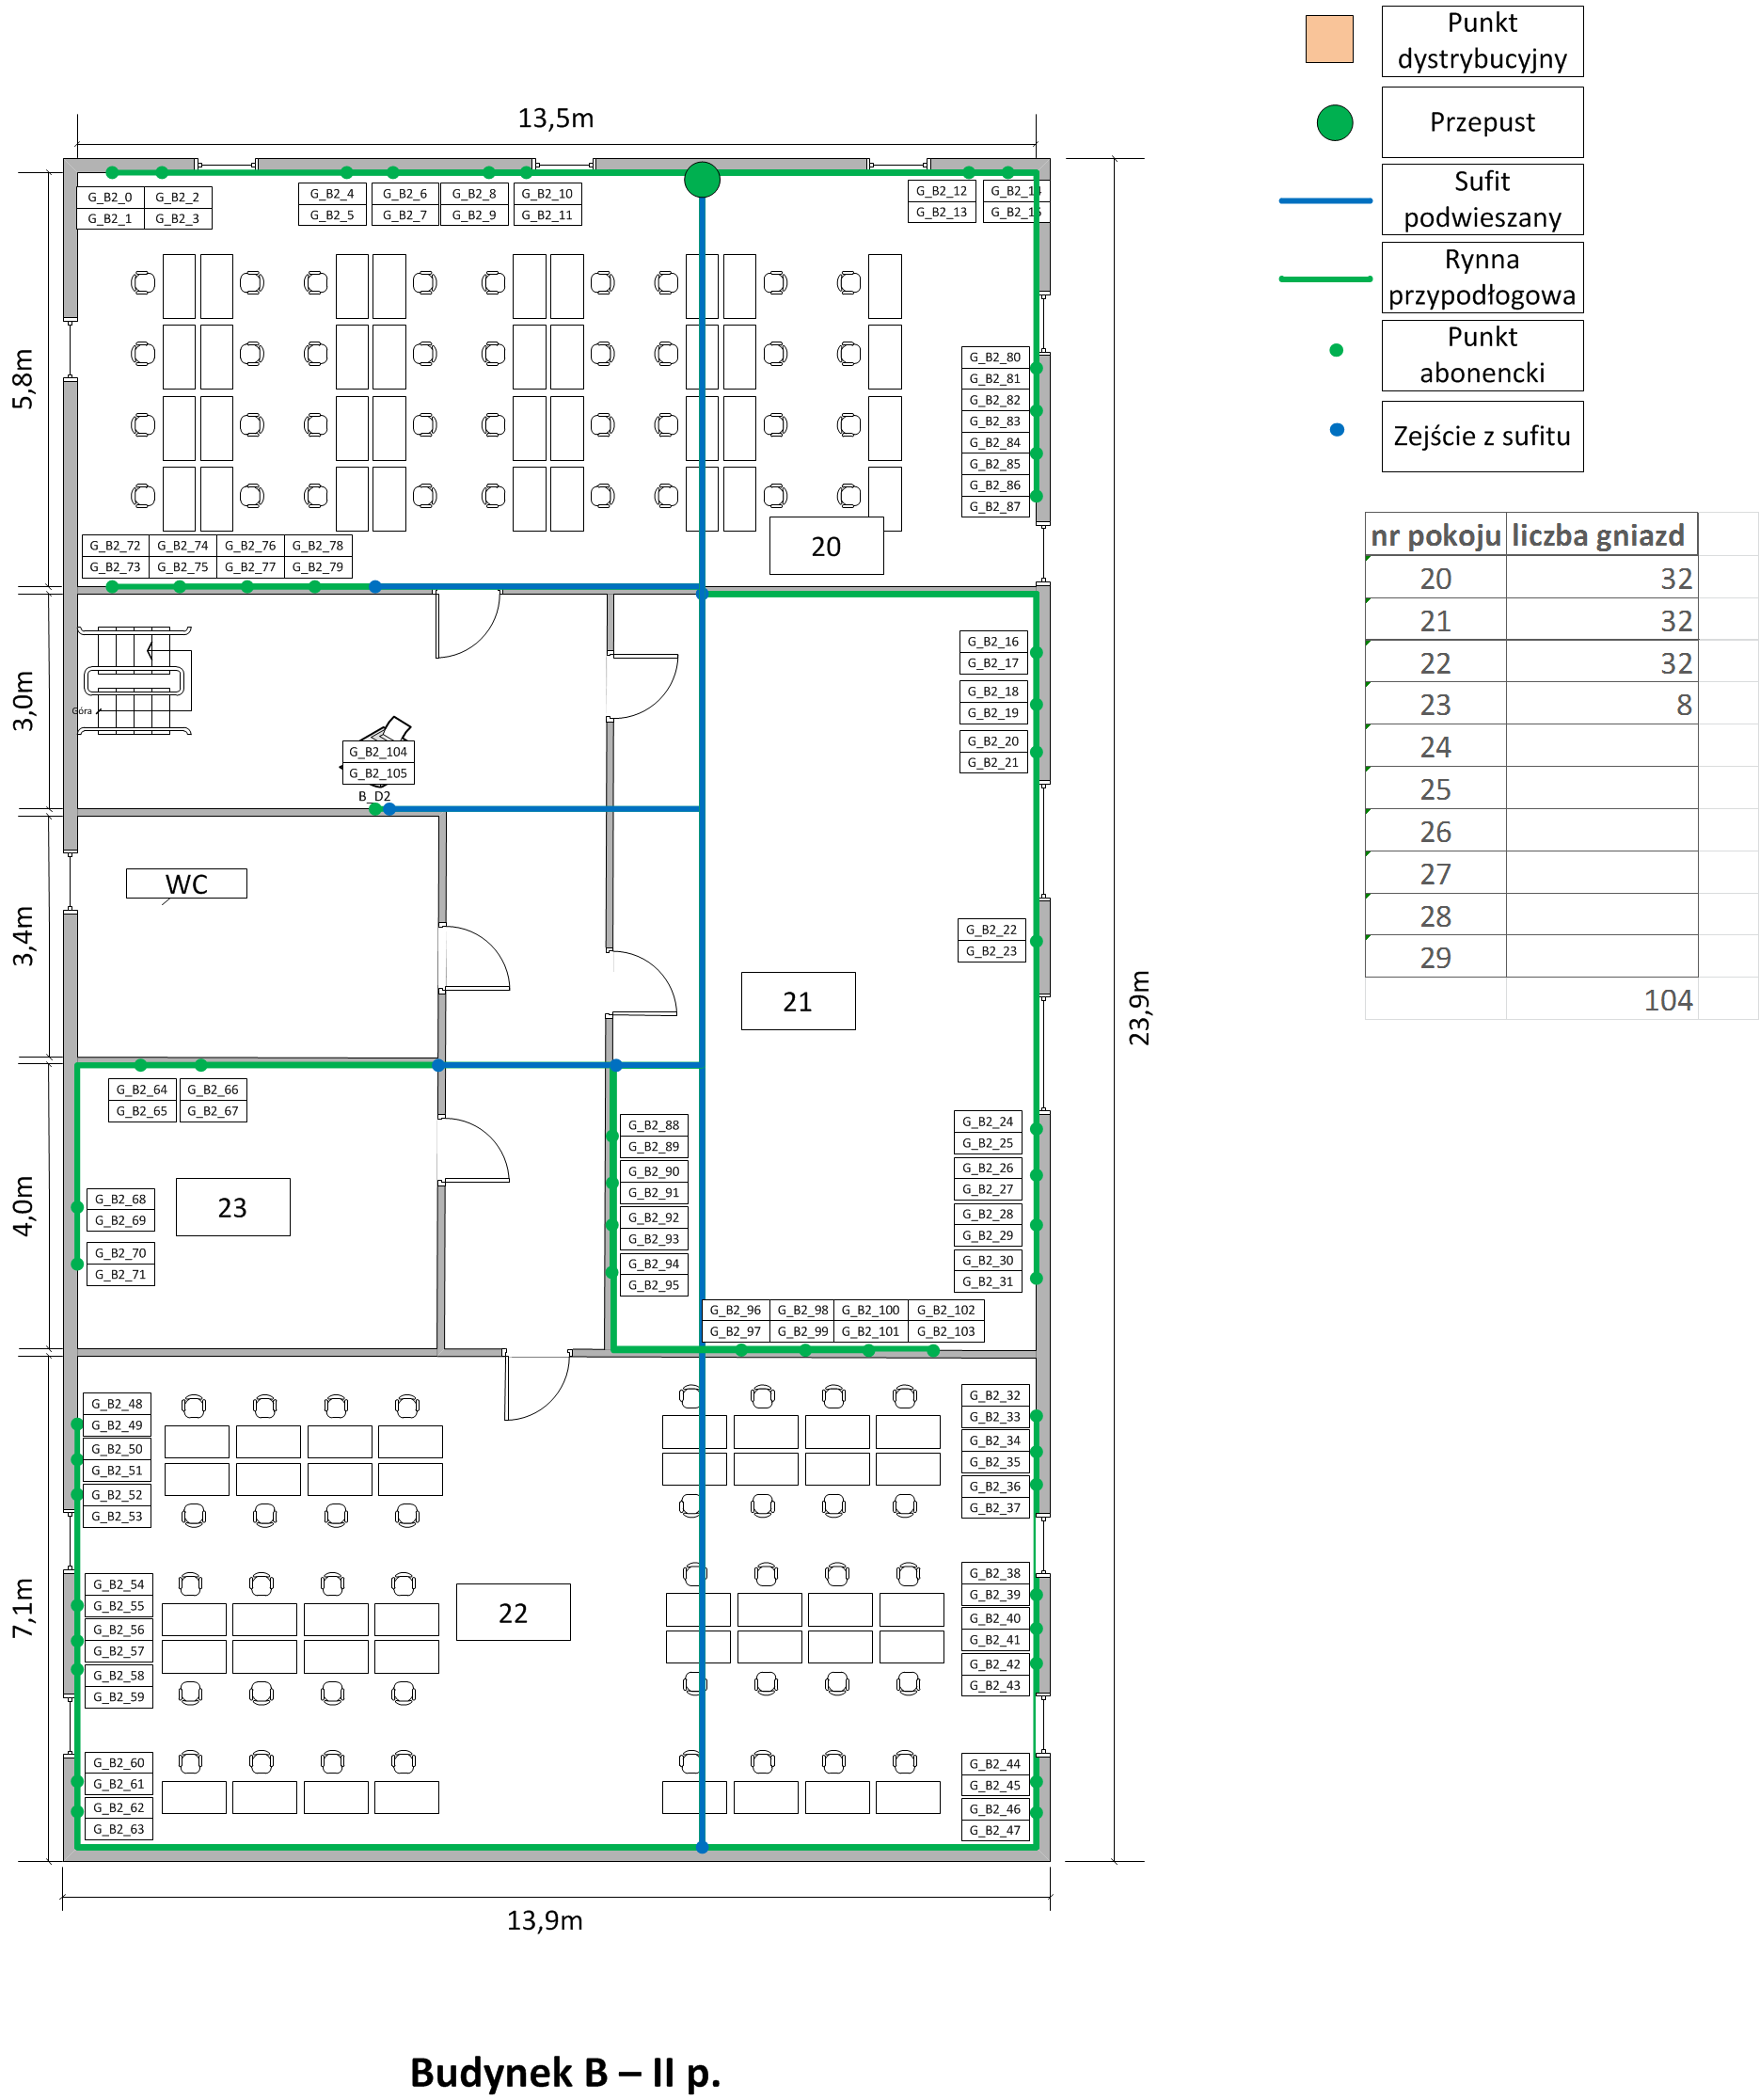 Punkt
dystrybucyjny
Przepust
Sufit
podwieszany
Rynna
przypodłogowa
Punkt
abonencki
Zejście z sufitu
nr pokoju liczba gniazd
20 32
21 32
22 32
23 8
24
25
26
27
28
29
104
13,5m
G_B2_0 G_B2_2
G_B2_1 G_B2_3
G_B2_4 G_B2_6 G_B2_8 G_B2_10
G_B2_5 G_B2_7 G_B2_9 G_B2_11
G_B2_12 G_B2_14
G_B2_13 G_B2_15
5,8m
G_B2_80
G_B2_81
G_B2_82
G_B2_83
G_B2_84
G_B2_85
G_B2_86
G_B2_87
20
G_B2_72 G_B2_74 G_B2_76 G_B2_78
G_B2_73 G_B2_75 G_B2_77 G_B2_79
3,0m
Góra
G_B2_104
G_B2_105
B_D2
G_B2_16
G_B2_17
G_B2_18
G_B2_19
G_B2_20
G_B2_21
3,4m
WC
G_B2_22
G_B2_23
21
23,9m
4,0m
G_B2_64 G_B2_66
G_B2_65 G_B2_67
G_B2_68
G_B2_69
G_B2_70
G_B2_71
23
G_B2_88
G_B2_89
G_B2_90
G_B2_91
G_B2_92
G_B2_93
G_B2_94
G_B2_95
G_B2_24
G_B2_25
G_B2_26
G_B2_27
G_B2_28
G_B2_29
G_B2_30
G_B2_31
G_B2_96 G_B2_98 G_B2_100 G_B2_102
G_B2_97 G_B2_99 G_B2_101 G_B2_103
7,1m
G_B2_48
G_B2_49
G_B2_50
G_B2_51
G_B2_52
G_B2_53
G_B2_54
G_B2_55
G_B2_56
G_B2_57
G_B2_58
G_B2_59
G_B2_60
G_B2_61
G_B2_62
G_B2_63
22
G_B2_32
G_B2_33
G_B2_34
G_B2_35
G_B2_36
G_B2_37
G_B2_38
G_B2_39
G_B2_40
G_B2_41
G_B2_42
G_B2_43
G_B2_44
G_B2_45
G_B2_46
G_B2_47
13,9m
Budynek B – II p.